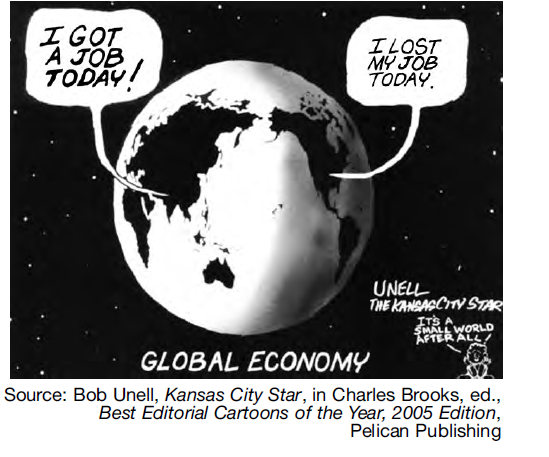 I GOT
A JOB
TODAY!
I LOST
MY JOB
TODAY.
UNELL
THE KANSAS CITY STAR
IT'S A
SMALL WORLD
AFTER ALL!
GLOBAL ECONOMY
Source: Bob Unell, Kansas City Star, in Charles Brooks, ed.,
Best Editorial Cartoons of the Year, 2005 Edition,
Pelican Publishing